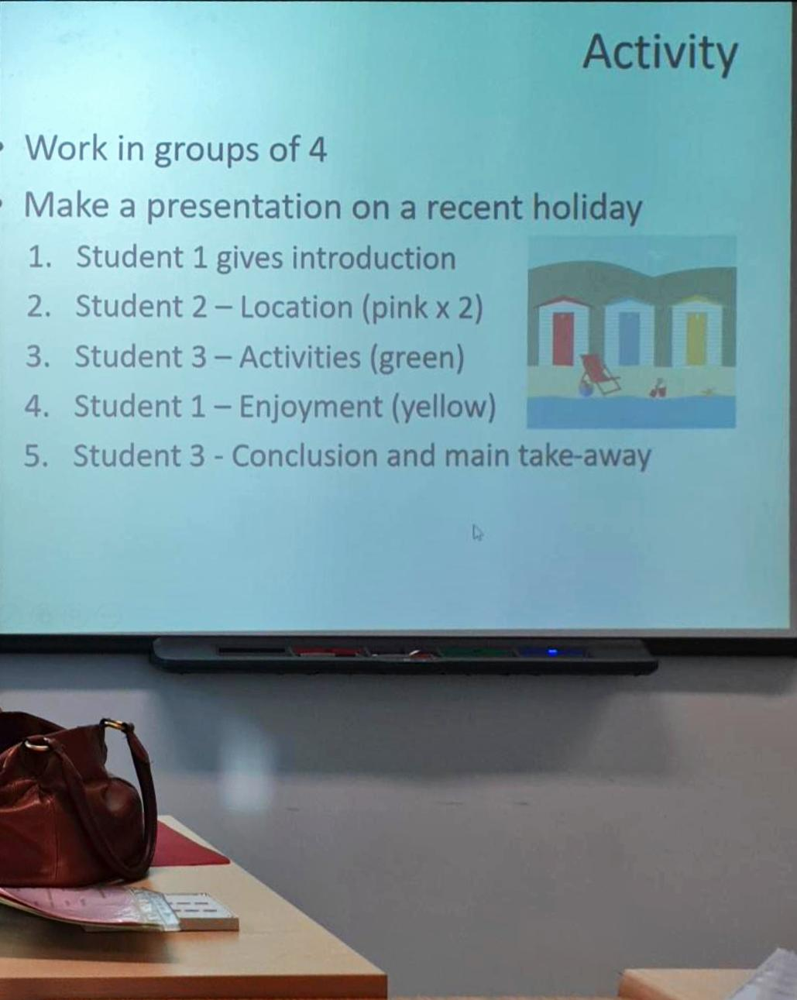 Activity
• Work in groups of 4
• Make a presentation on a recent holiday
1. Student 1 gives introduction
2. Student 2 – Location (pink x 2)
3. Student 3 – Activities (green)
4. Student 1 – Enjoyment (yellow)
5. Student 3 - Conclusion and main take-away